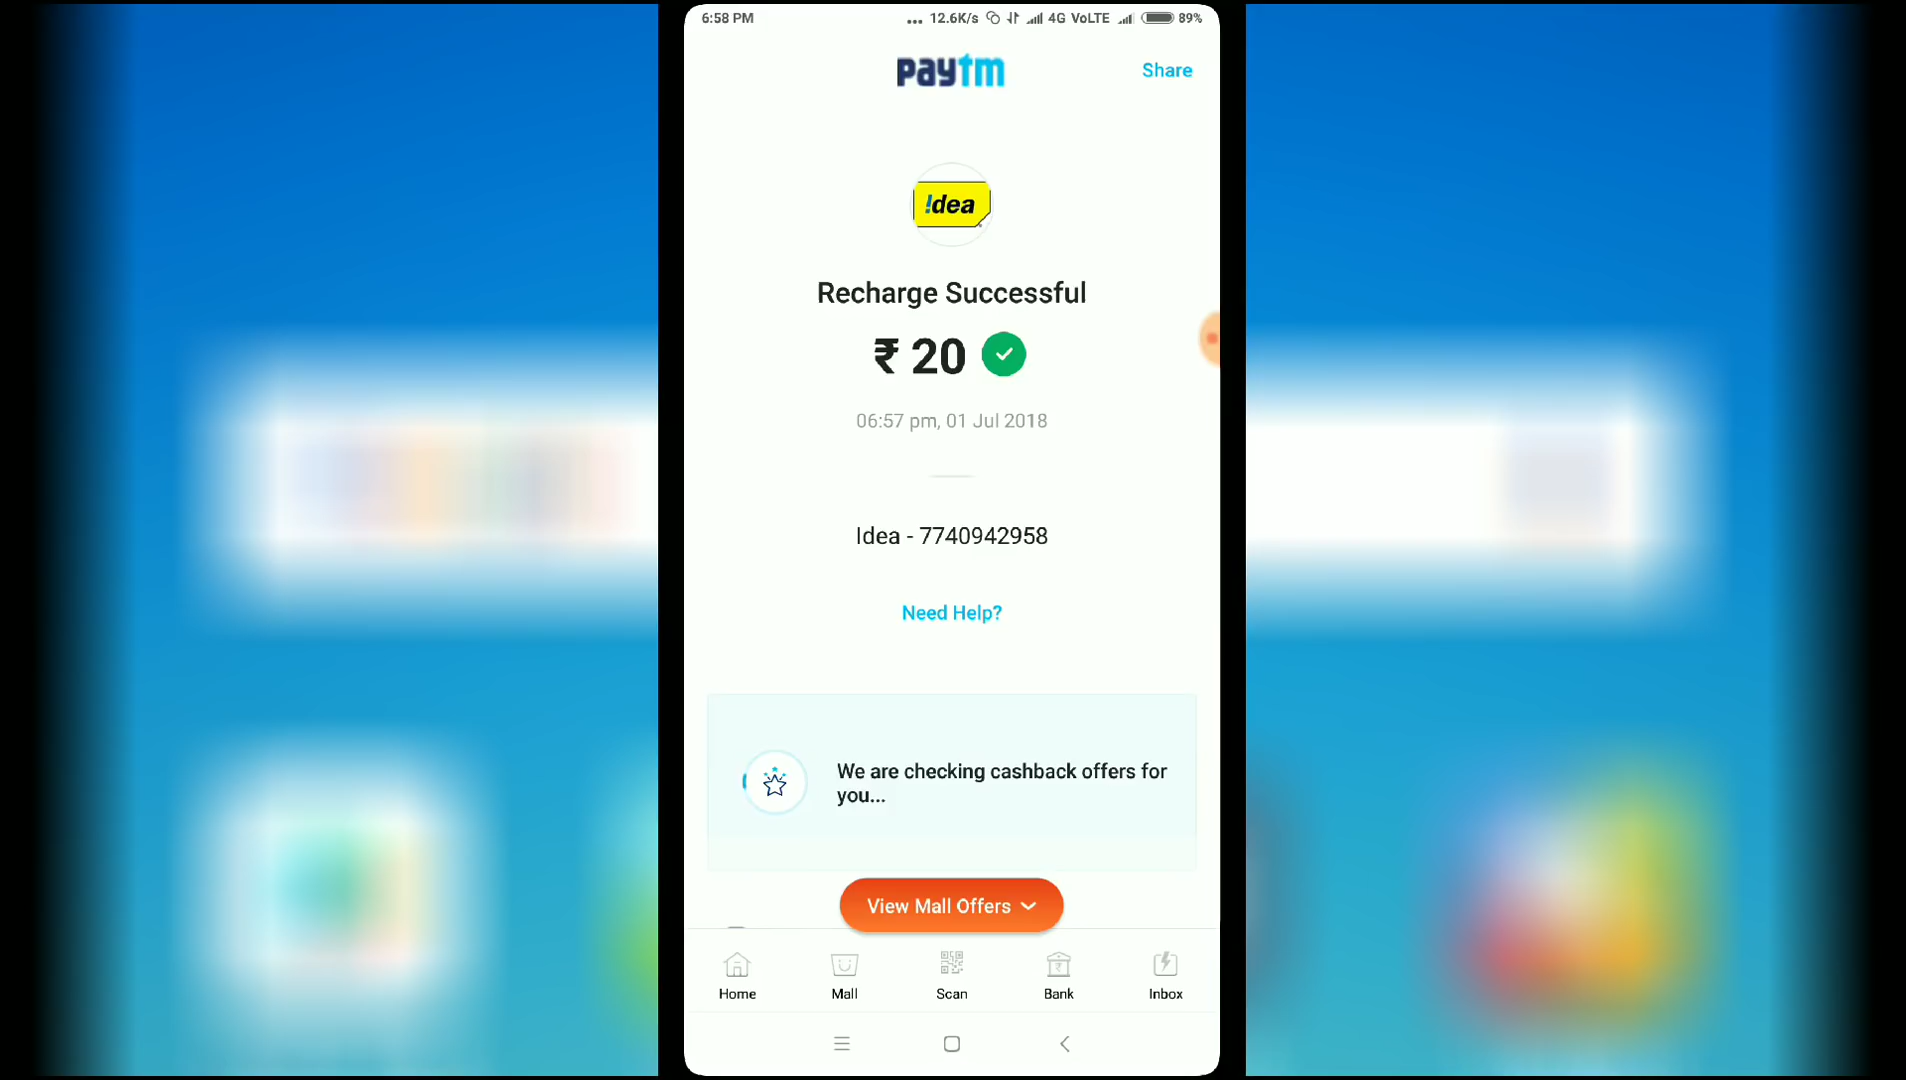 6:58 PM ... 12.6K/s 4G VoLTE 89%
paytm Share
!dea
Recharge Successful
₹ 20
06:57 pm, 01 Jul 2018
Idea - 7740942958
Need Help?
We are checking cashback offers for
you...
View Mall Offers
Home Mall Scan Bank Inbox